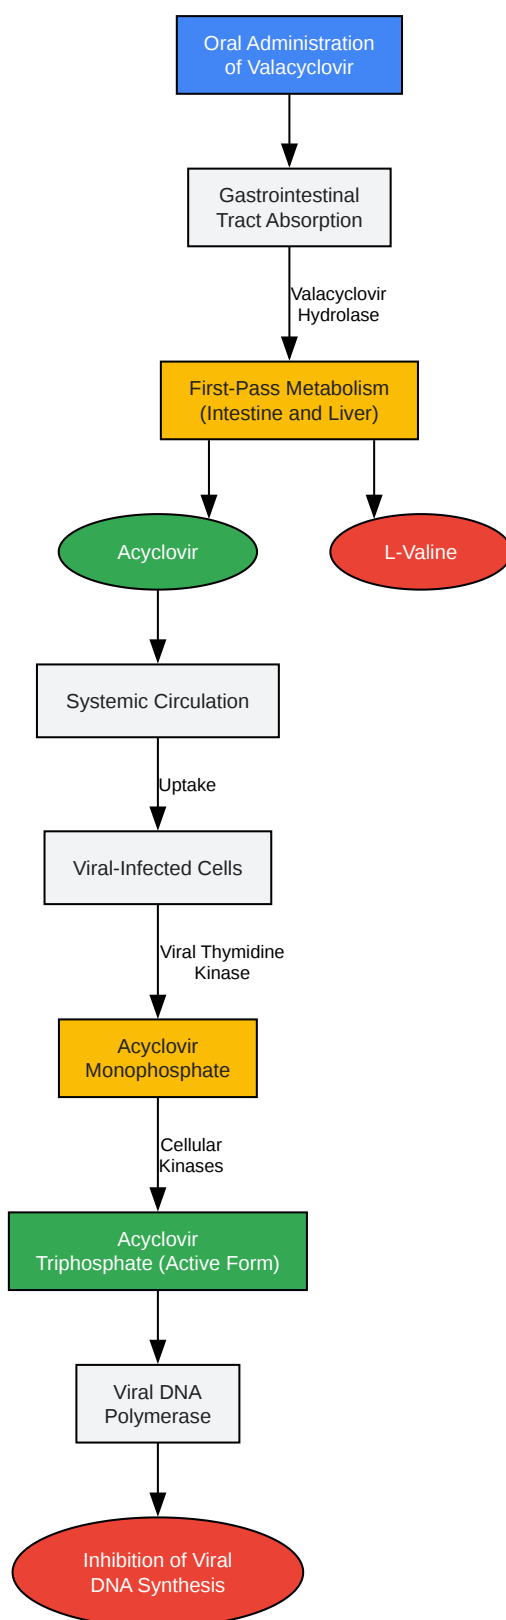 Oral Administration
of Valacyclovir
Gastrointestinal
Tract Absorption
Valacyclovir
Hydrolase
First-Pass Metabolism
(Intestine and Liver)
Acyclovir
L-Valine
Systemic Circulation
Uptake
Viral-Infected Cells
Viral Thymidine
Kinase
Acyclovir
Monophosphate
Cellular
Kinases
Acyclovir
Triphosphate (Active Form)
Viral DNA
Polymerase
Inhibition of Viral
DNA Synthesis